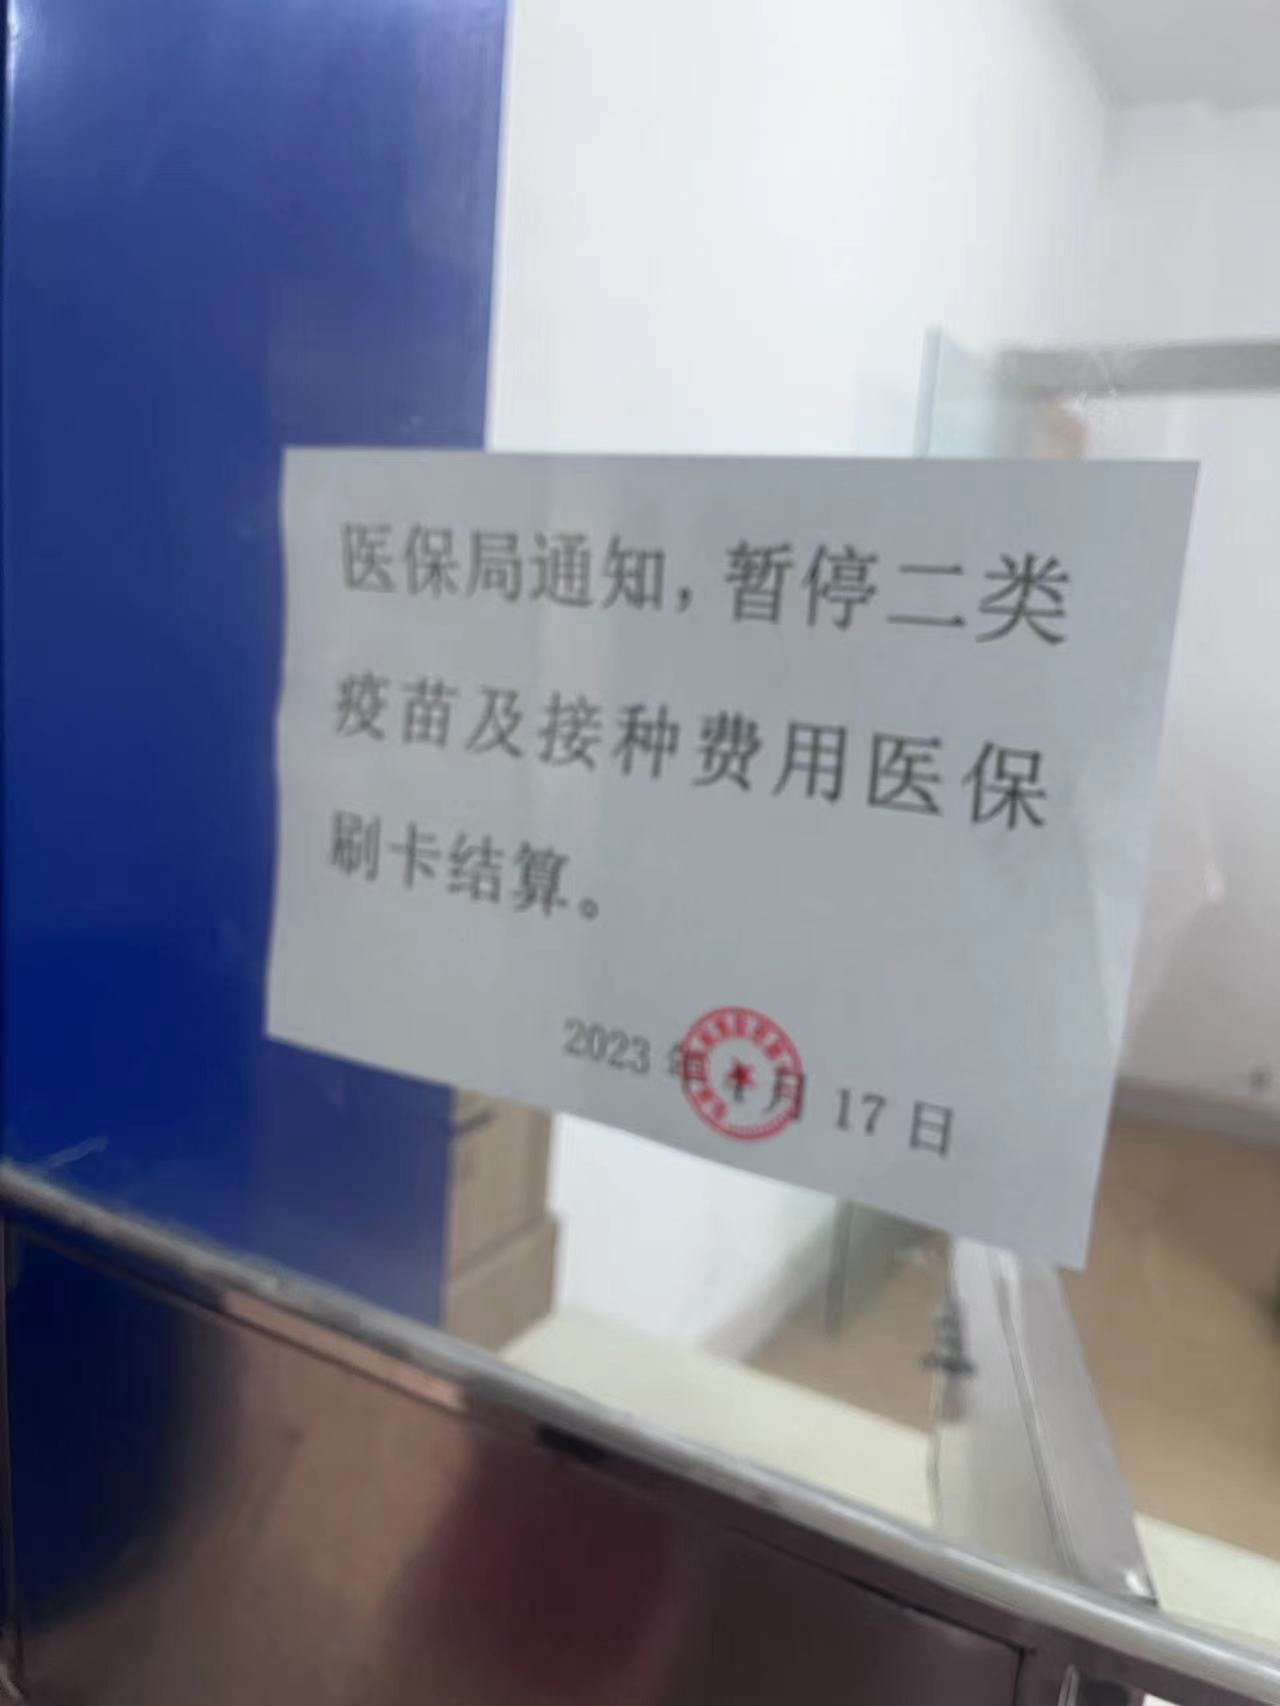 医保局通知，暂停二类
疫苗及接种费用医保
刷卡结算。
2023 年 月 17 日